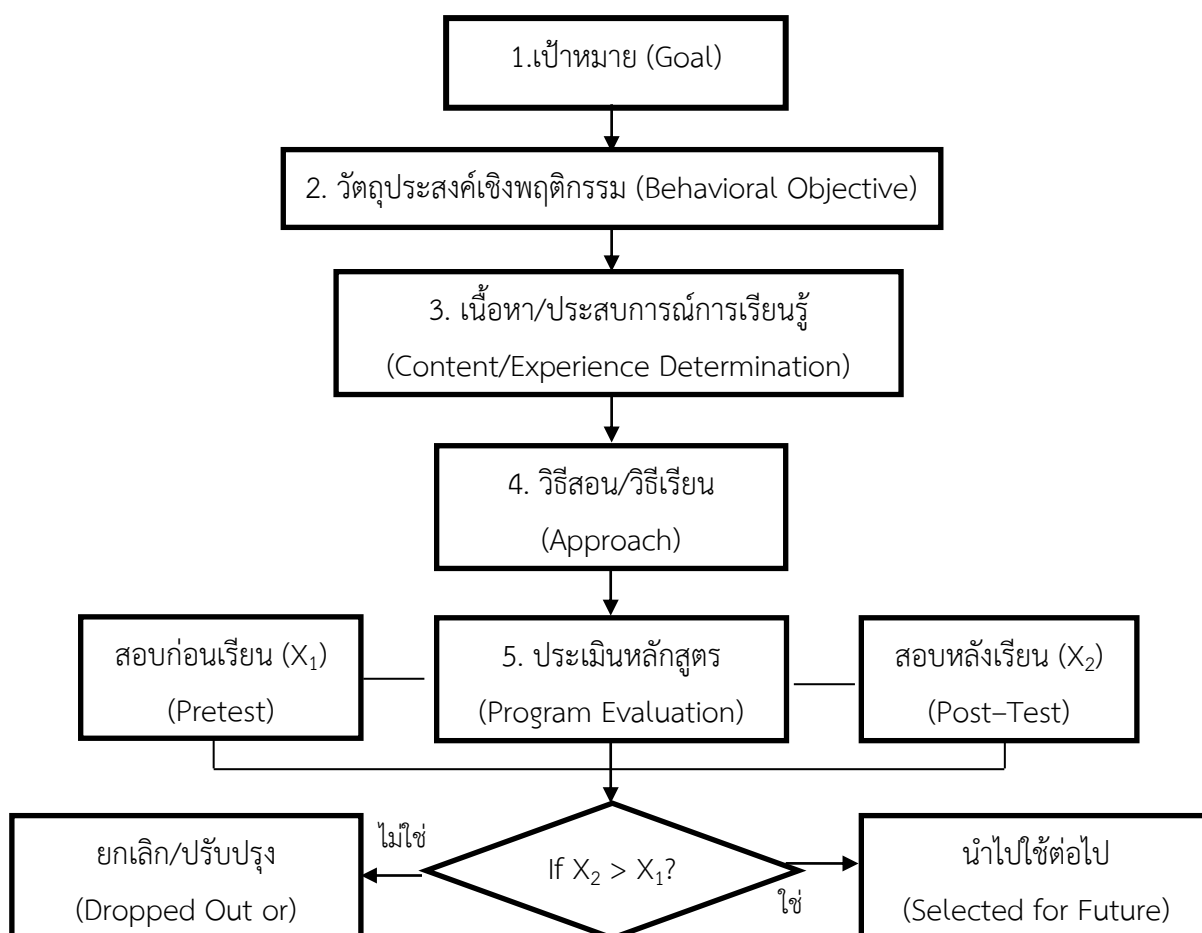 1.เป้าหมาย (Goal)
2. วัตถุประสงค์เชิงพฤติกรรม (Behavioral Objective)
3. เนื้อหา/ประสบการณ์การเรียนรู้
(Content/Experience Determination)
4. วิธีสอน/วิธีเรียน
(Approach)
สอบก่อนเรียน (X₁)
(Pretest)
5. ประเมินหลักสูตร
(Program Evaluation)
สอบหลังเรียน (X₂)
(Post–Test)
ยกเลิก/ปรับปรุง
(Dropped Out or)
ไม่ใช่
If X₂ > X₁?
ใช่
นำไปใช้ต่อไป
(Selected for Future)